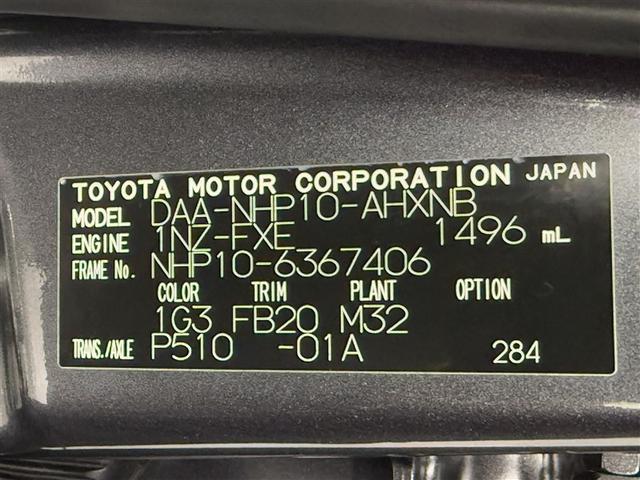 TOYOTA MOTOR CORPORATION JAPAN
MODEL DAA-NHP10-AHXNB
ENGINE 1NZ-FXE 1496 mL
FRAME No. NHP10-6367406
COLOR TRIM PLANT OPTION
1G3 FB20 M32
TRANS./AXLE P510 -01A 284